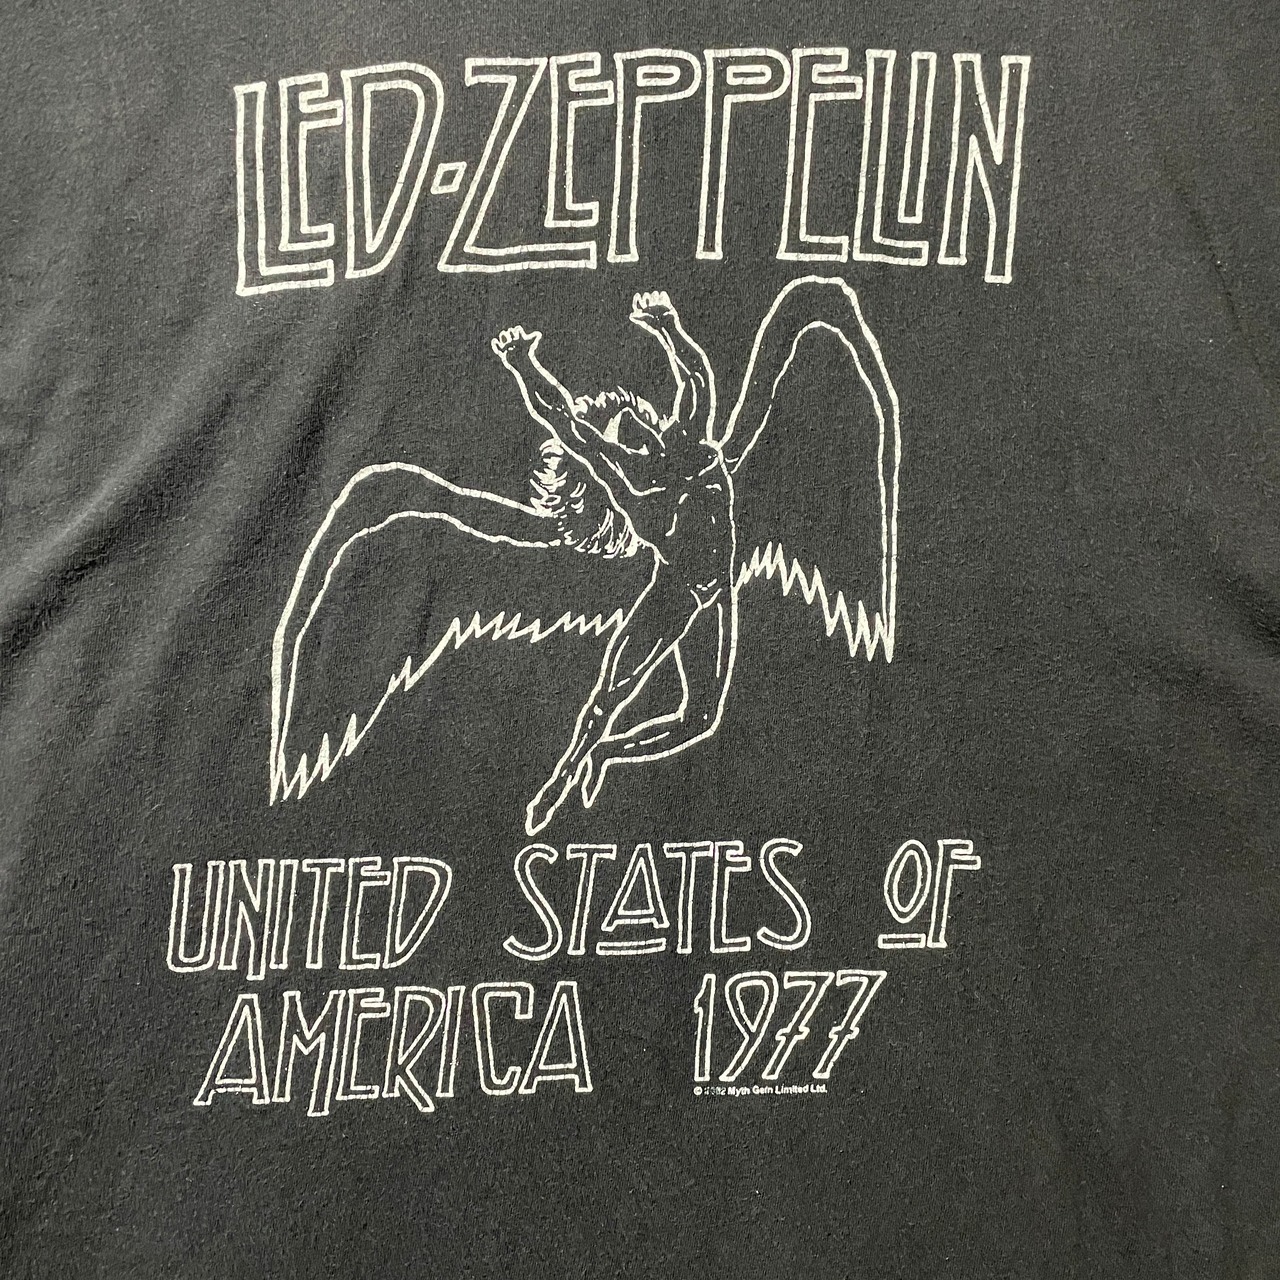 LED-ZEPPELIN
UNITED STATES OF
AMERICA 1977
© Myth Gem Limited Ltd.